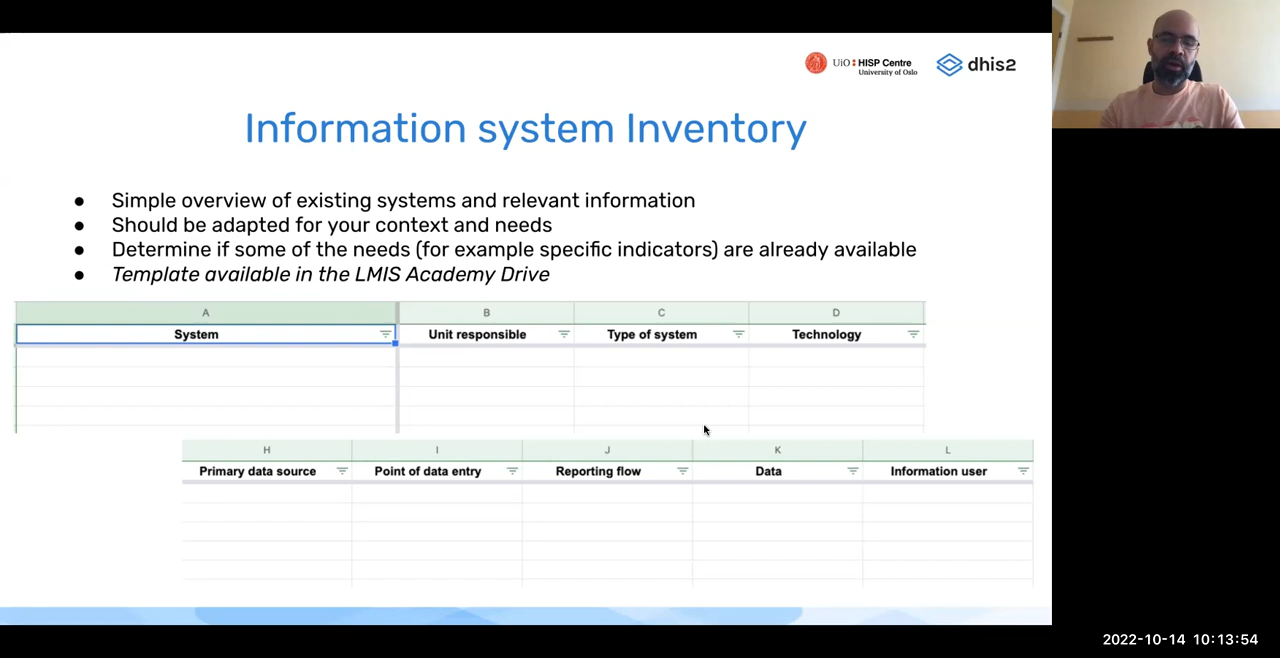 UiO : HISP Centre
University of Oslo
dhis2
Information system Inventory
● Simple overview of existing systems and relevant information
● Should be adapted for your context and needs
● Determine if some of the needs (for example specific indicators) are already available
● Template available in the LMIS Academy Drive
A B C D
System Unit responsible Type of system Technology
H I J K L
Primary data source Point of data entry Reporting flow Data Information user
2022-10-14 10:13:54